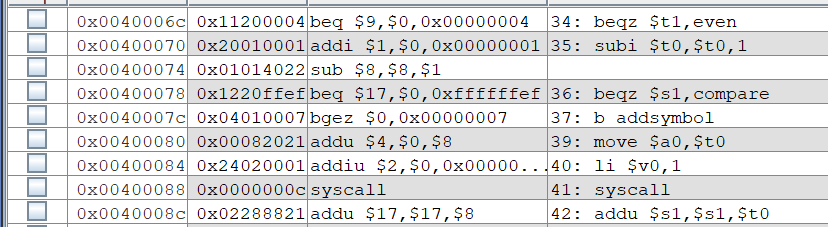 0x0040006c 0x11200004 beq $9,$0,0x00000004 34: beqz $t1,even
0x00400070 0x20010001 addi $1,$0,0x00000001 35: subi $t0,$t0,1
0x00400074 0x01014022 sub $8,$8,$1
0x00400078 0x1220ffef beq $17,$0,0xffffffef 36: beqz $s1,compare
0x0040007c 0x04010007 bgez $0,0x00000007 37: b addsymbol
0x00400080 0x00082021 addu $4,$0,$8 39: move $a0,$t0
0x00400084 0x24020001 addiu $2,$0,0x00000... 40: li $v0,1
0x00400088 0x0000000c syscall 41: syscall
0x0040008c 0x02288821 addu $17,$17,$8 42: addu $s1,$s1,$t0